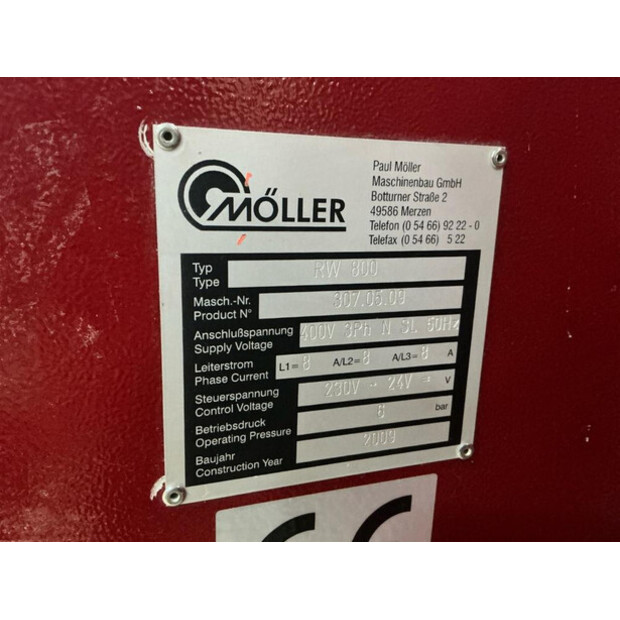 MÖLLER
Paul Möller
Maschinenbau GmbH
Botturner Straße 2
49586 Merzen
Telefon (0 54 66) 92 22 - 0
Telefax (0 54 66) 5 22
Typ
Type
RW 800
Masch.-Nr.
Product N°
307.05.09
Anschlußspannung
Supply Voltage
400V 3Ph N SL 50Hz
Leiterstrom
Phase Current
L1= 8 A/L2= 8 A/L3= 8 A
Steuerspannung
Control Voltage
230V - 24V = V
Betriebsdruck
Operating Pressure
6 bar
Baujahr
Construction Year
2009
CE